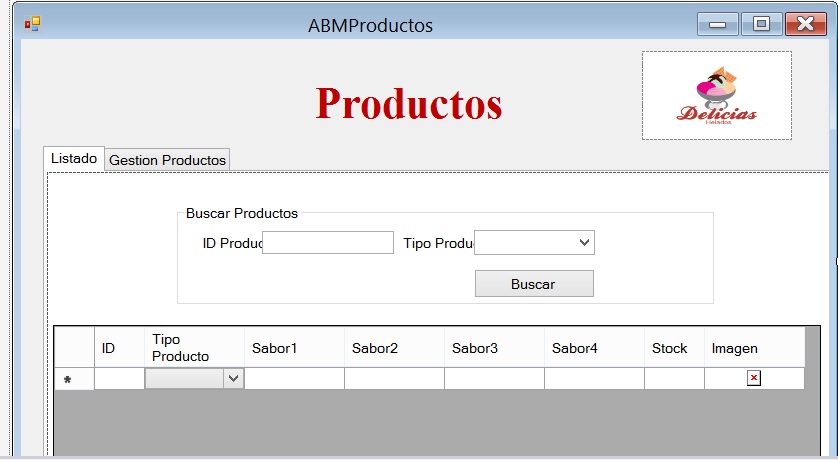 ABMProductos
Productos
Delicias
Helados
Listado
Gestion Productos
Buscar Productos
ID Produc
Tipo Produ
Buscar
ID
Tipo
Producto
Sabor1
Sabor2
Sabor3
Sabor4
Stock
Imagen
*